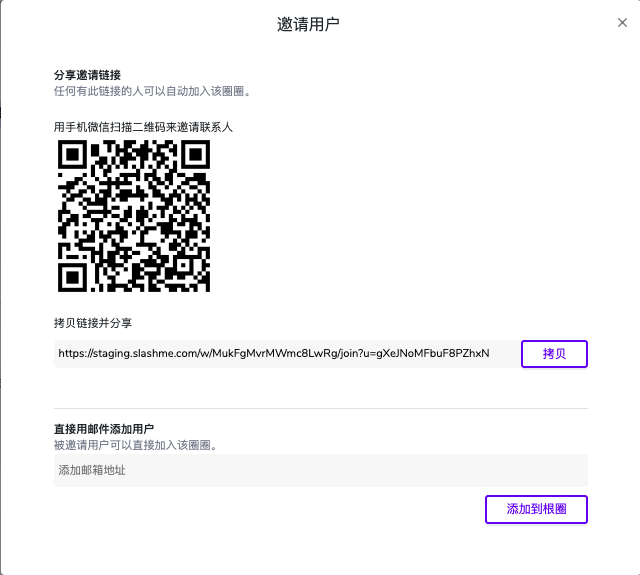 邀请用户
分享邀请链接
任何有此链接的人可以自动加入该圈圈。
用手机微信扫描二维码来邀请联系人
拷贝链接并分享
https://staging.slashme.com/w/MukFgMvrMWmc8LwRg/join?u=gXeJNoMFbuF8PZhxN
拷贝
直接用邮件添加用户
被邀请用户可以直接加入该圈圈。
添加邮箱地址
添加到根圈